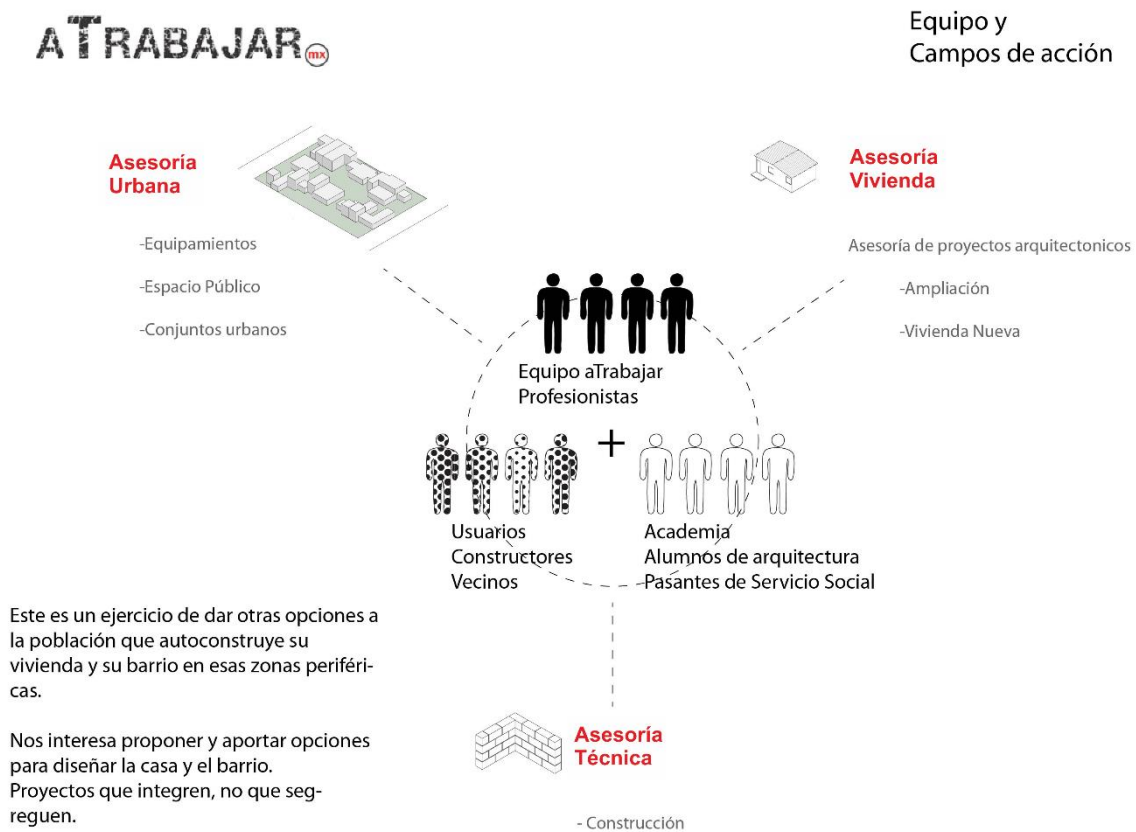 ATRABAJAR mx
Equipo y
Campos de acción
Asesoría
Urbana
-Equipamientos
-Espacio Público
-Conjuntos urbanos
Asesoría
Vivienda
Asesoría de proyectos arquitectonicos
-Ampliación
-Vivienda Nueva
Equipo aTrabajar
Profesionistas
+
Usuarios
Constructores
Vecinos
Academia
Alumnos de arquitectura
Pasantes de Servicio Social
Este es un ejercicio de dar otras opciones a
la población que autoconstruye su
vivienda y su barrio en esas zonas periféri-
cas.
Nos interesa proponer y aportar opciones
para diseñar la casa y el barrio.
Proyectos que integren, no que seg-
reguen.
Asesoría
Técnica
- Construcción